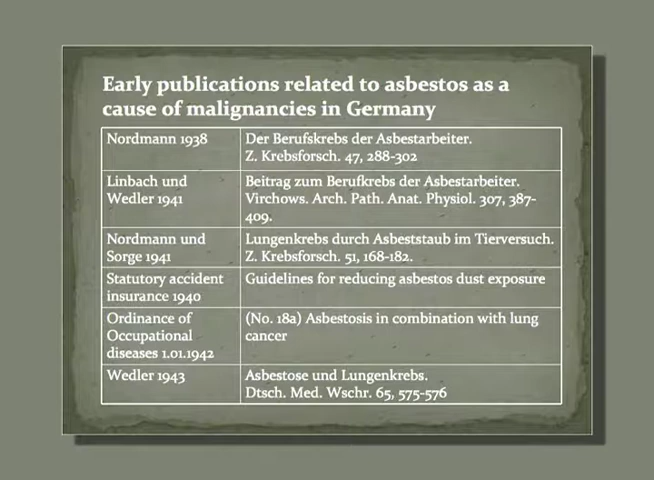 Early publications related to asbestos as a
cause of malignancies in Germany
Nordmann 1938
Der Berufskrebs der Asbestarbeiter.
Z. Krebsforsch. 47, 288-302
Linbach und
Wedler 1941
Beitrag zum Berufkrebs der Asbestarbeiter.
Virchows. Arch. Path. Anat. Physiol. 307, 387-
409.
Nordmann und
Sorge 1941
Lungenkrebs durch Asbeststaub im Tierversuch.
Z. Krebsforsch. 51, 168-182.
Statutory accident
insurance 1940
Guidelines for reducing asbestos dust exposure
Ordinance of
Occupational
diseases 1.01.1942
(No. 18a) Asbestosis in combination with lung
cancer
Wedler 1943
Asbestose und Lungenkrebs.
Dtsch. Med. Wschr. 65, 575-576